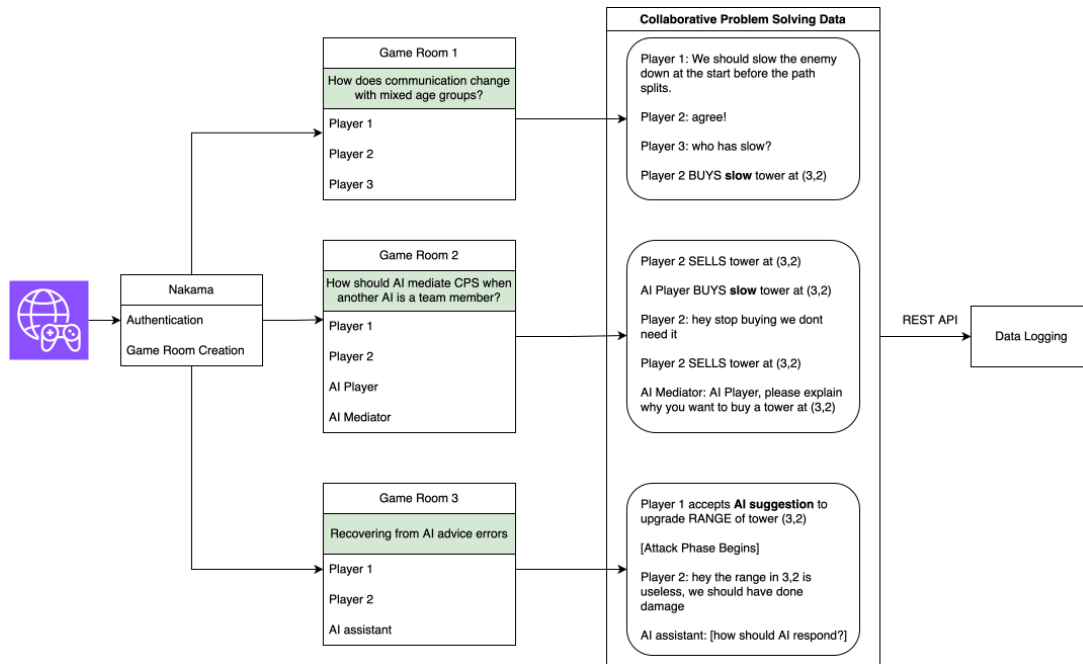 Collaborative Problem Solving Data
Nakama
Authentication
Game Room Creation
Game Room 1
How does communication change
with mixed age groups?
Player 1
Player 2
Player 3
Player 1: We should slow the enemy
down at the start before the path
splits.
Player 2: agree!
Player 3: who has slow?
Player 2 BUYS slow tower at (3,2)
Game Room 2
How should AI mediate CPS when
another AI is a team member?
Player 1
Player 2
AI Player
AI Mediator
Player 2 SELLS tower at (3,2)
AI Player BUYS slow tower at (3,2)
Player 2: hey stop buying we dont
need it
Player 2 SELLS tower at (3,2)
AI Mediator: AI Player, please explain
why you want to buy a tower at (3,2)
Game Room 3
Recovering from AI advice errors
Player 1
Player 2
AI assistant
Player 1 accepts AI suggestion to
upgrade RANGE of tower (3,2)
[Attack Phase Begins]
Player 2: hey the range in 3,2 is
useless, we should have done
damage
AI assistant: [how should AI respond?]
REST API
Data Logging